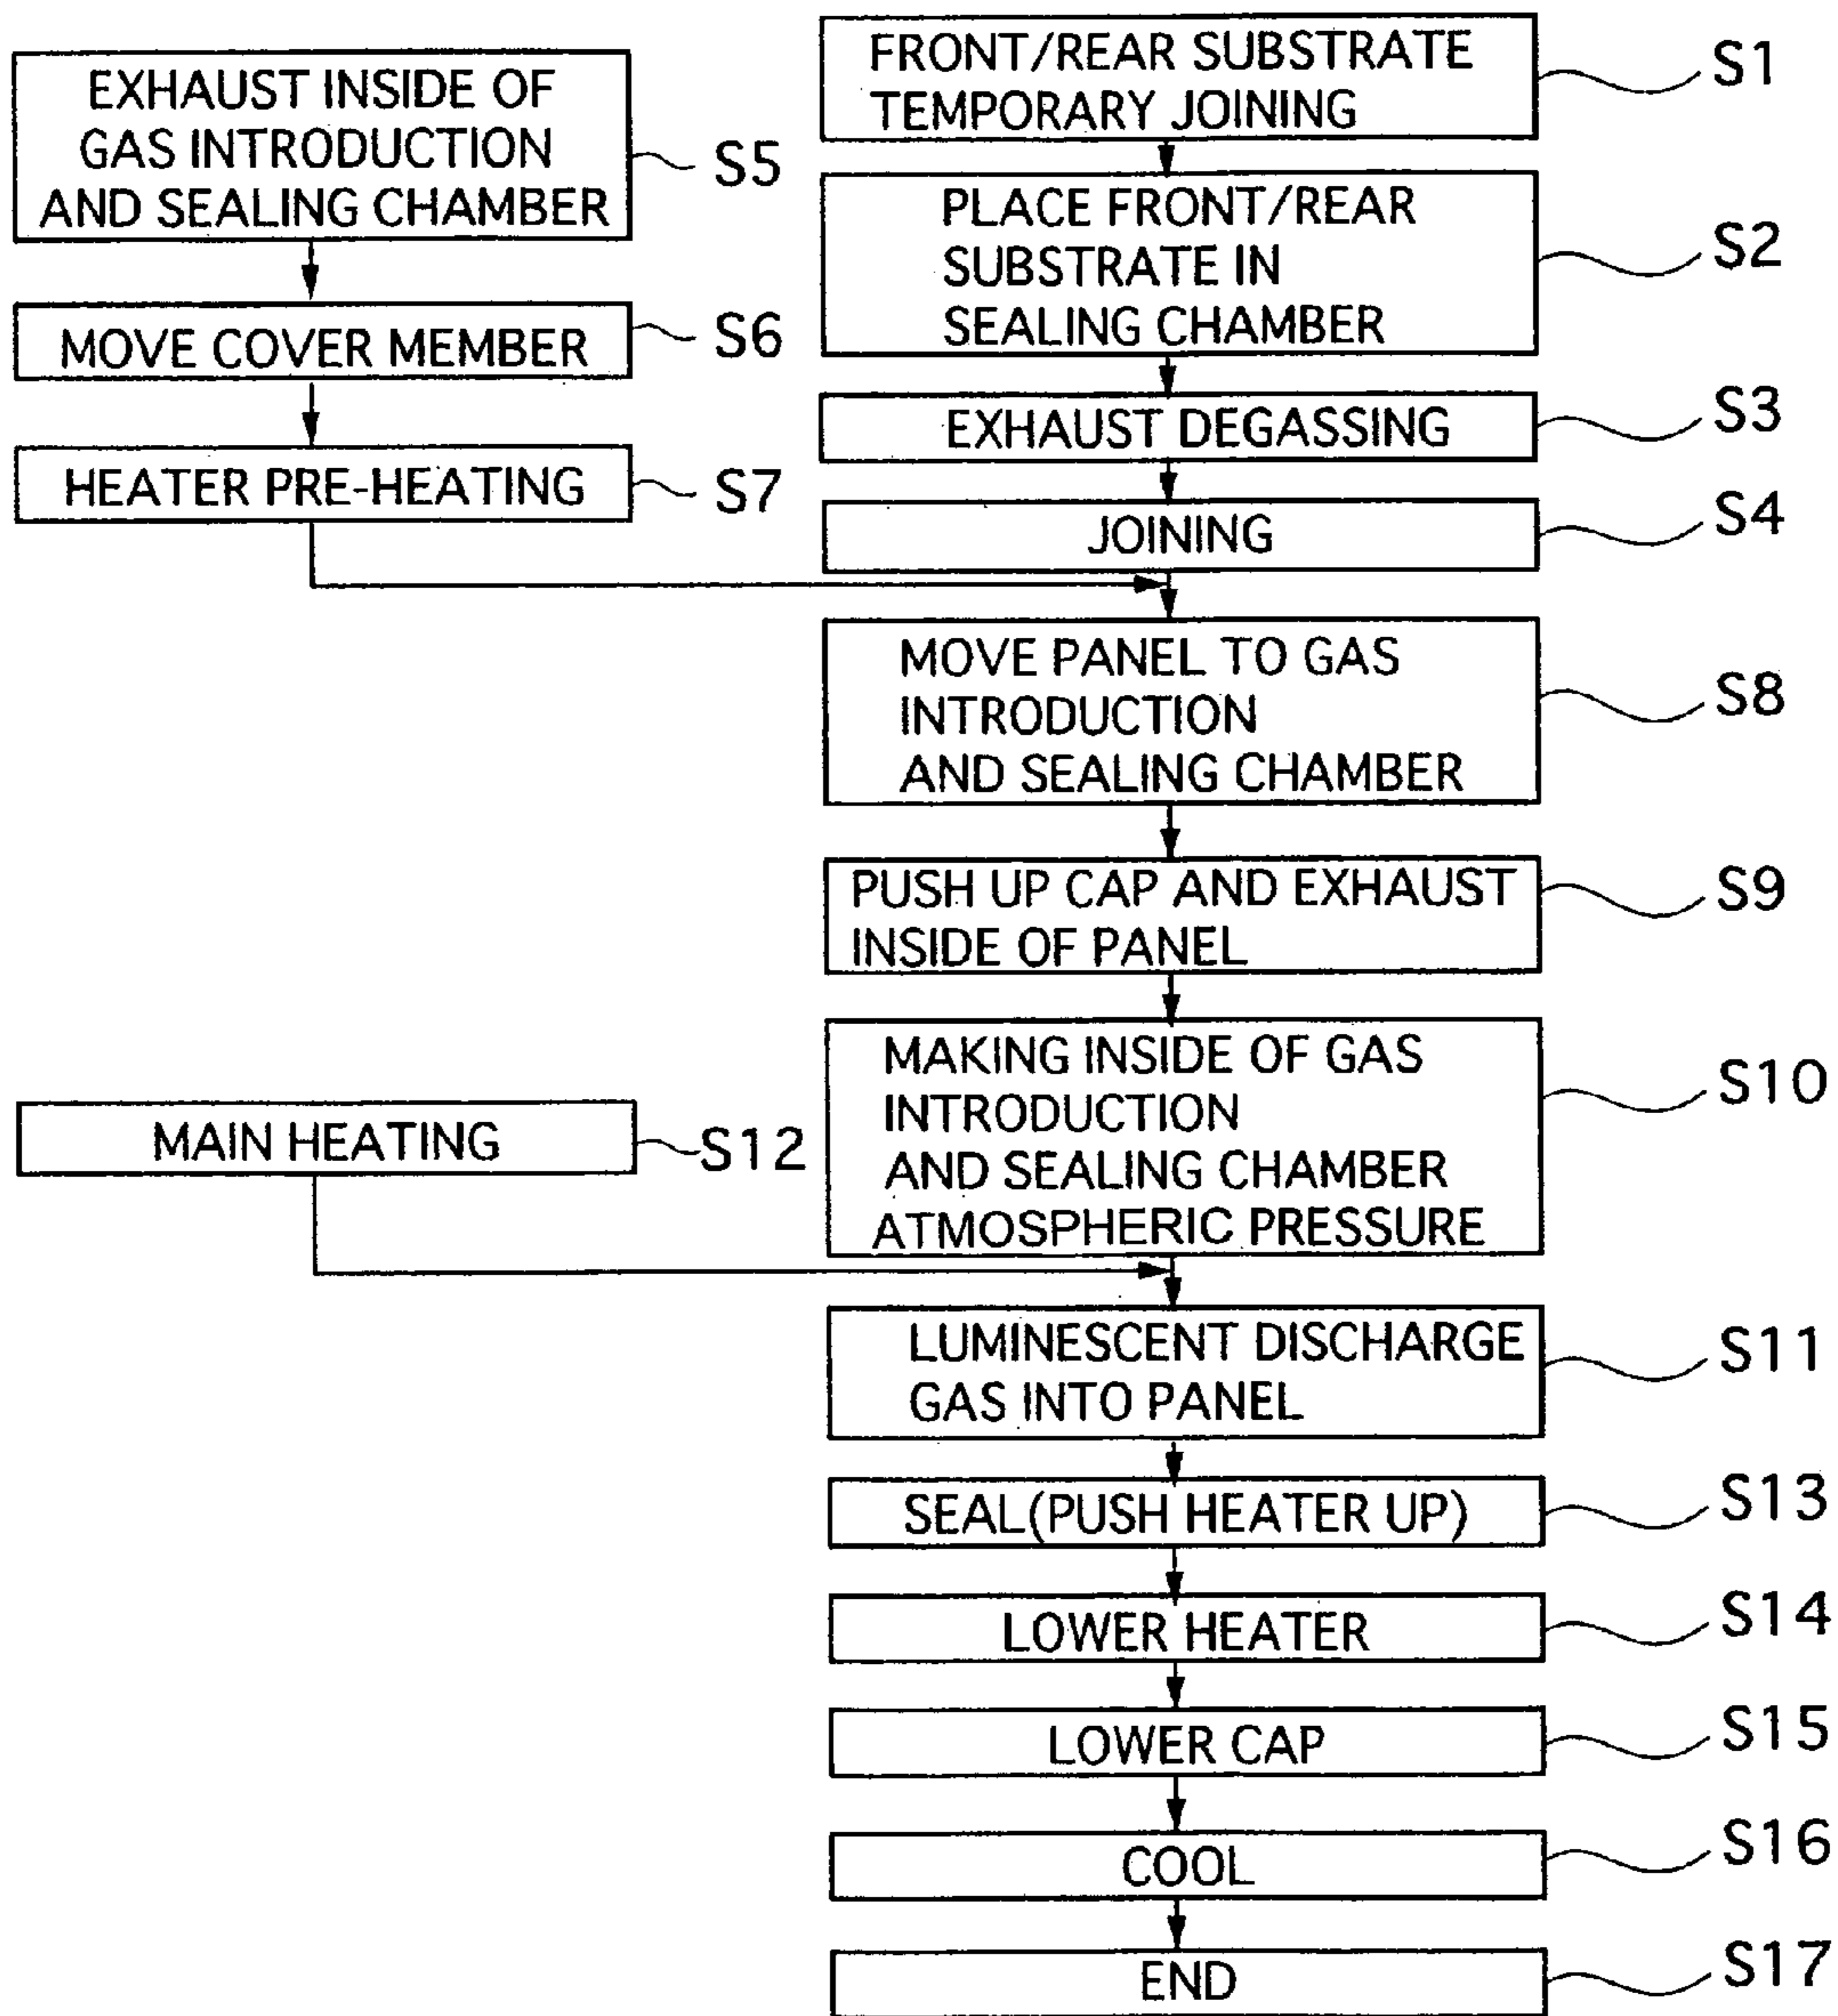 FRONT/REAR SUBSTRATE
TEMPORARY JOINING
S1
EXHAUST INSIDE OF
GAS INTRODUCTION
AND SEALING CHAMBER
S5
PLACE FRONT/REAR
SUBSTRATE IN
SEALING CHAMBER
S2
MOVE COVER MEMBER
S6
EXHAUST DEGASSING
S3
HEATER PRE-HEATING
S7
JOINING
S4
MOVE PANEL TO GAS
INTRODUCTION
AND SEALING CHAMBER
S8
PUSH UP CAP AND EXHAUST
INSIDE OF PANEL
S9
MAKING INSIDE OF GAS
INTRODUCTION
AND SEALING CHAMBER
ATMOSPHERIC PRESSURE
S10
MAIN HEATING
S12
LUMINESCENT DISCHARGE
GAS INTO PANEL
S11
SEAL(PUSH HEATER UP)
S13
LOWER HEATER
S14
LOWER CAP
S15
COOL
S16
END
S17